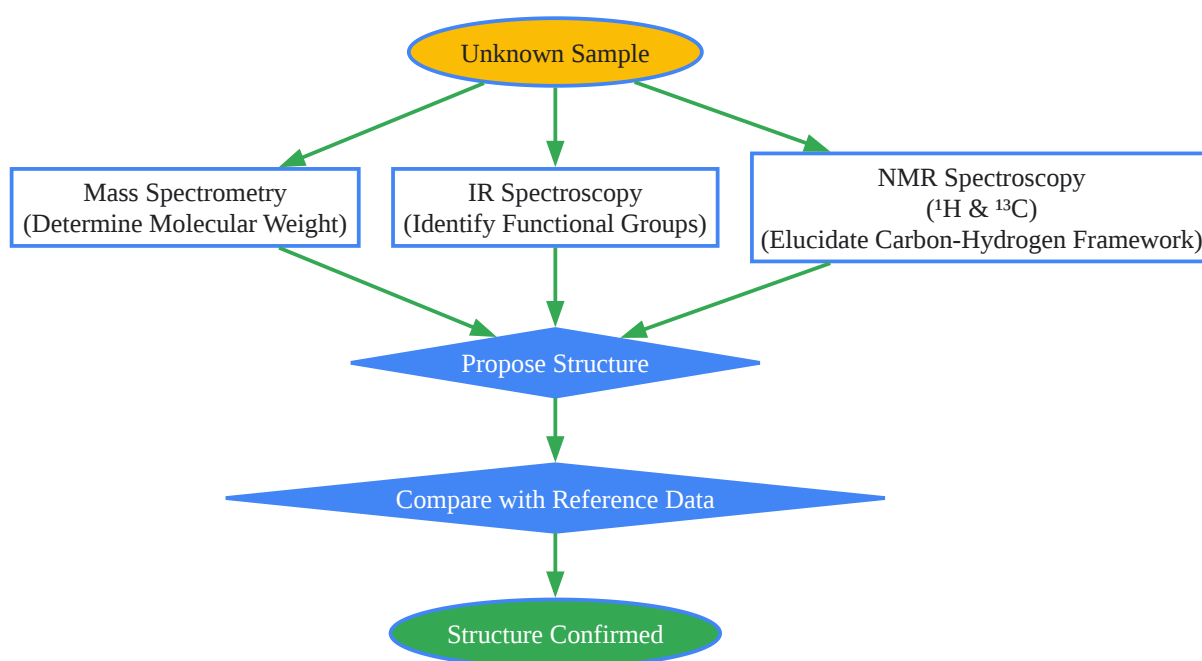 Unknown Sample
Mass Spectrometry
(Determine Molecular Weight)
IR Spectroscopy
(Identify Functional Groups)
NMR Spectroscopy
(¹H & ¹³C)
(Elucidate Carbon-Hydrogen Framework)
Propose Structure
Compare with Reference Data
Structure Confirmed